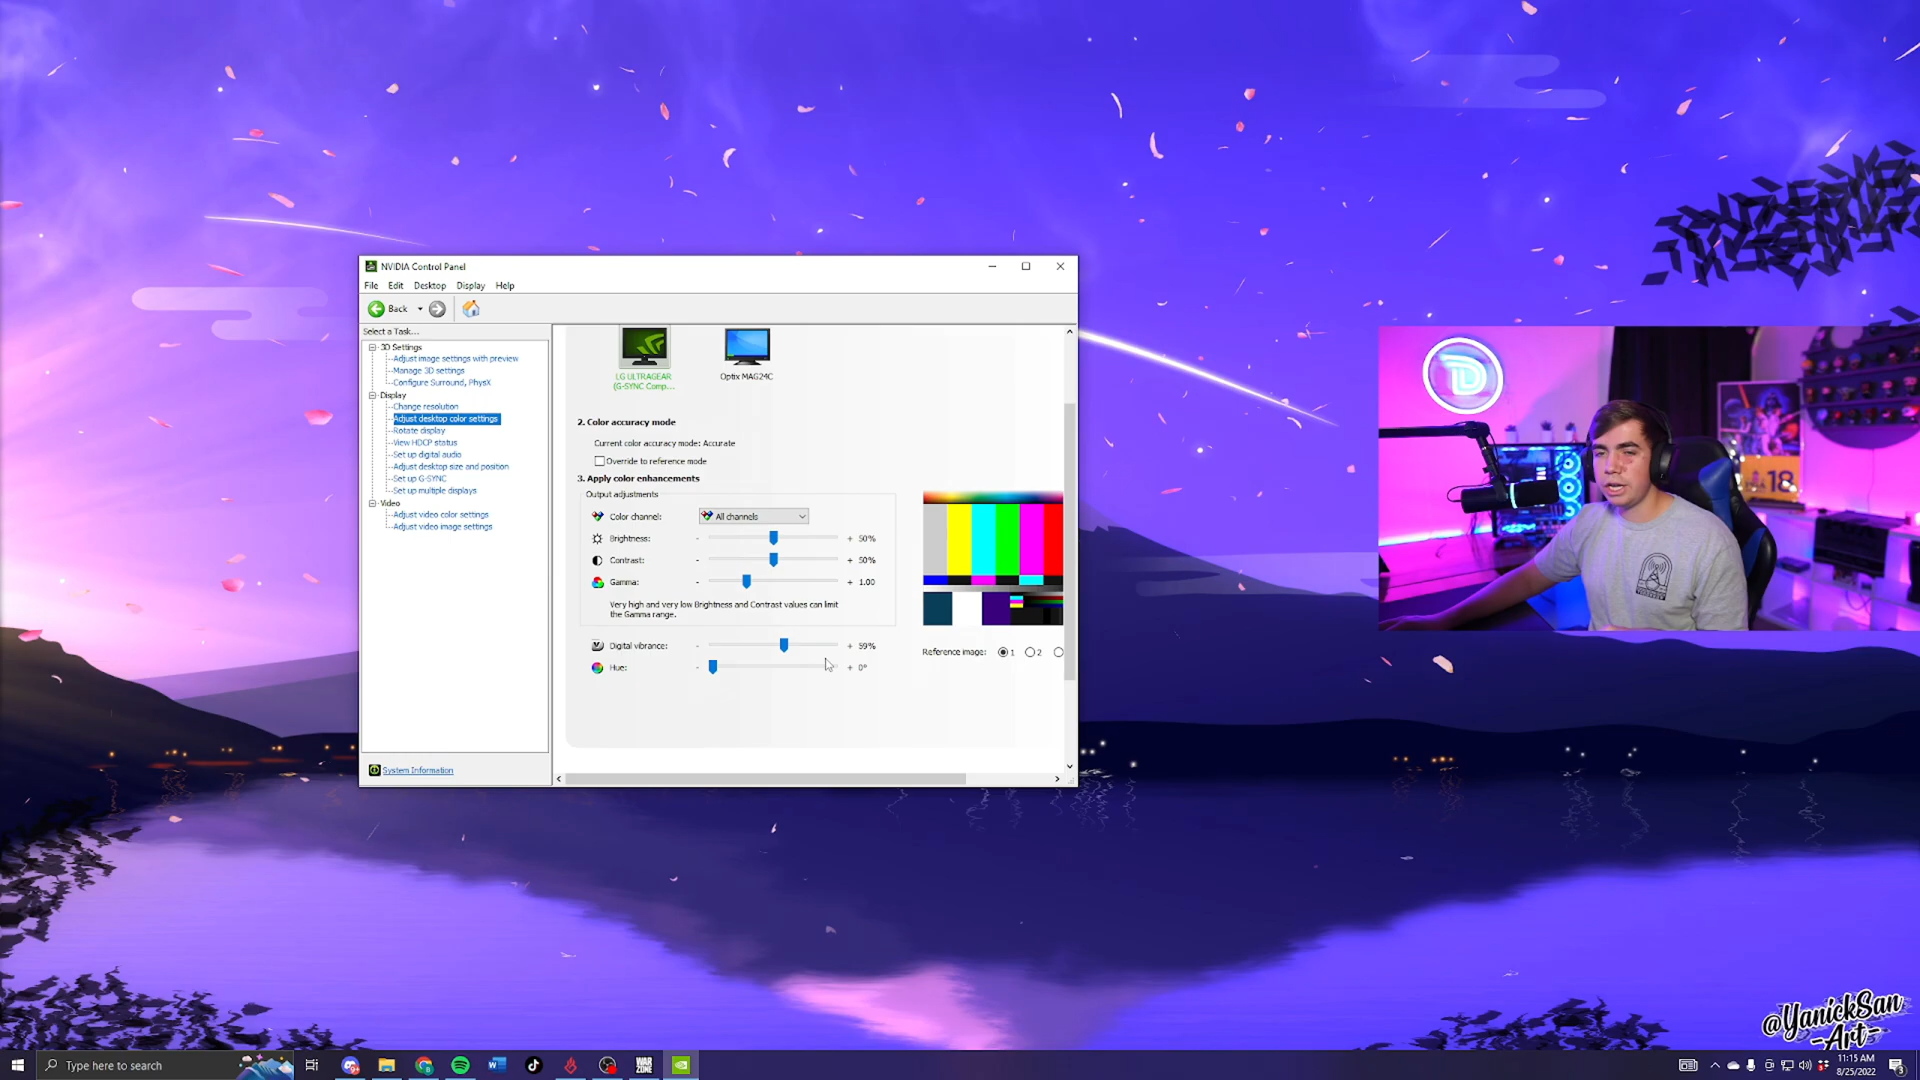 NVIDIA Control Panel
File Edit Desktop Display Help
Back
Select a Task...
3D Settings
Adjust image settings with preview
Manage 3D settings
Configure Surround, PhysX
Display
Change resolution
Adjust desktop color settings
Rotate display
View HDCP status
Set up digital audio
Adjust desktop size and position
Set up G-SYNC
Set up multiple displays
Video
Adjust video color settings
Adjust video image settings
System Information
LG ULTRAGEAR
(G-SYNC Comp...
Optix MAG24C
2. Color accuracy mode
Current color accuracy mode: Accurate
Override to reference mode
3. Apply color enhancements
Output adjustments
Color channel: All channels
Brightness: - + 50%
Contrast: - + 50%
Gamma: - + 1.00
Very high and very low Brightness and Contrast values can limit
the Gamma range.
Digital vibrance: - + 59%
Hue: - + 0°
Reference image: 1 2
18
@YanickSan
-Art-
Type here to search
WAR
ZONE
11:15 AM
8/25/2022
3